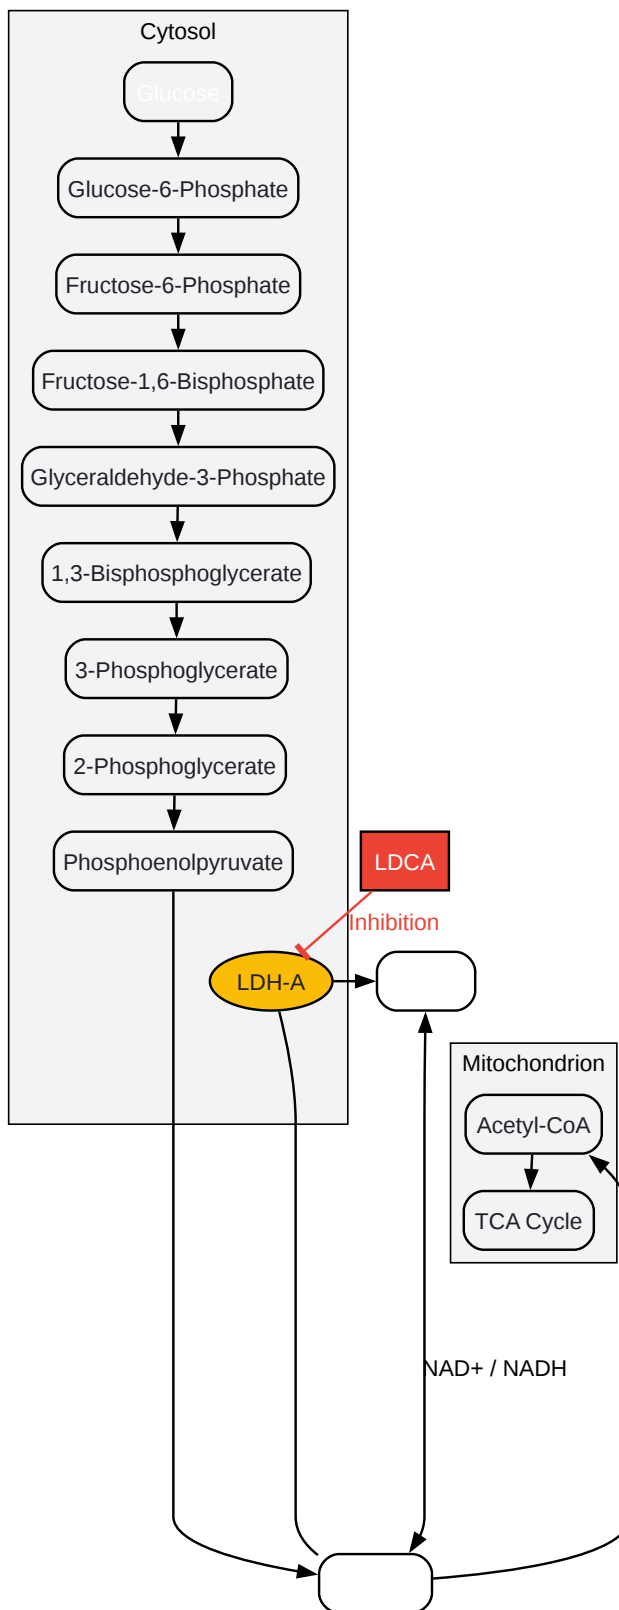 Cytosol
Glucose
Glucose-6-Phosphate
Fructose-6-Phosphate
Fructose-1,6-Bisphosphate
Glyceraldehyde-3-Phosphate
1,3-Bisphosphoglycerate
3-Phosphoglycerate
2-Phosphoglycerate
Phosphoenolpyruvate
LDCA
Inhibition
LDH-A
Mitochondrion
Acetyl-CoA
TCA Cycle
NAD+ / NADH